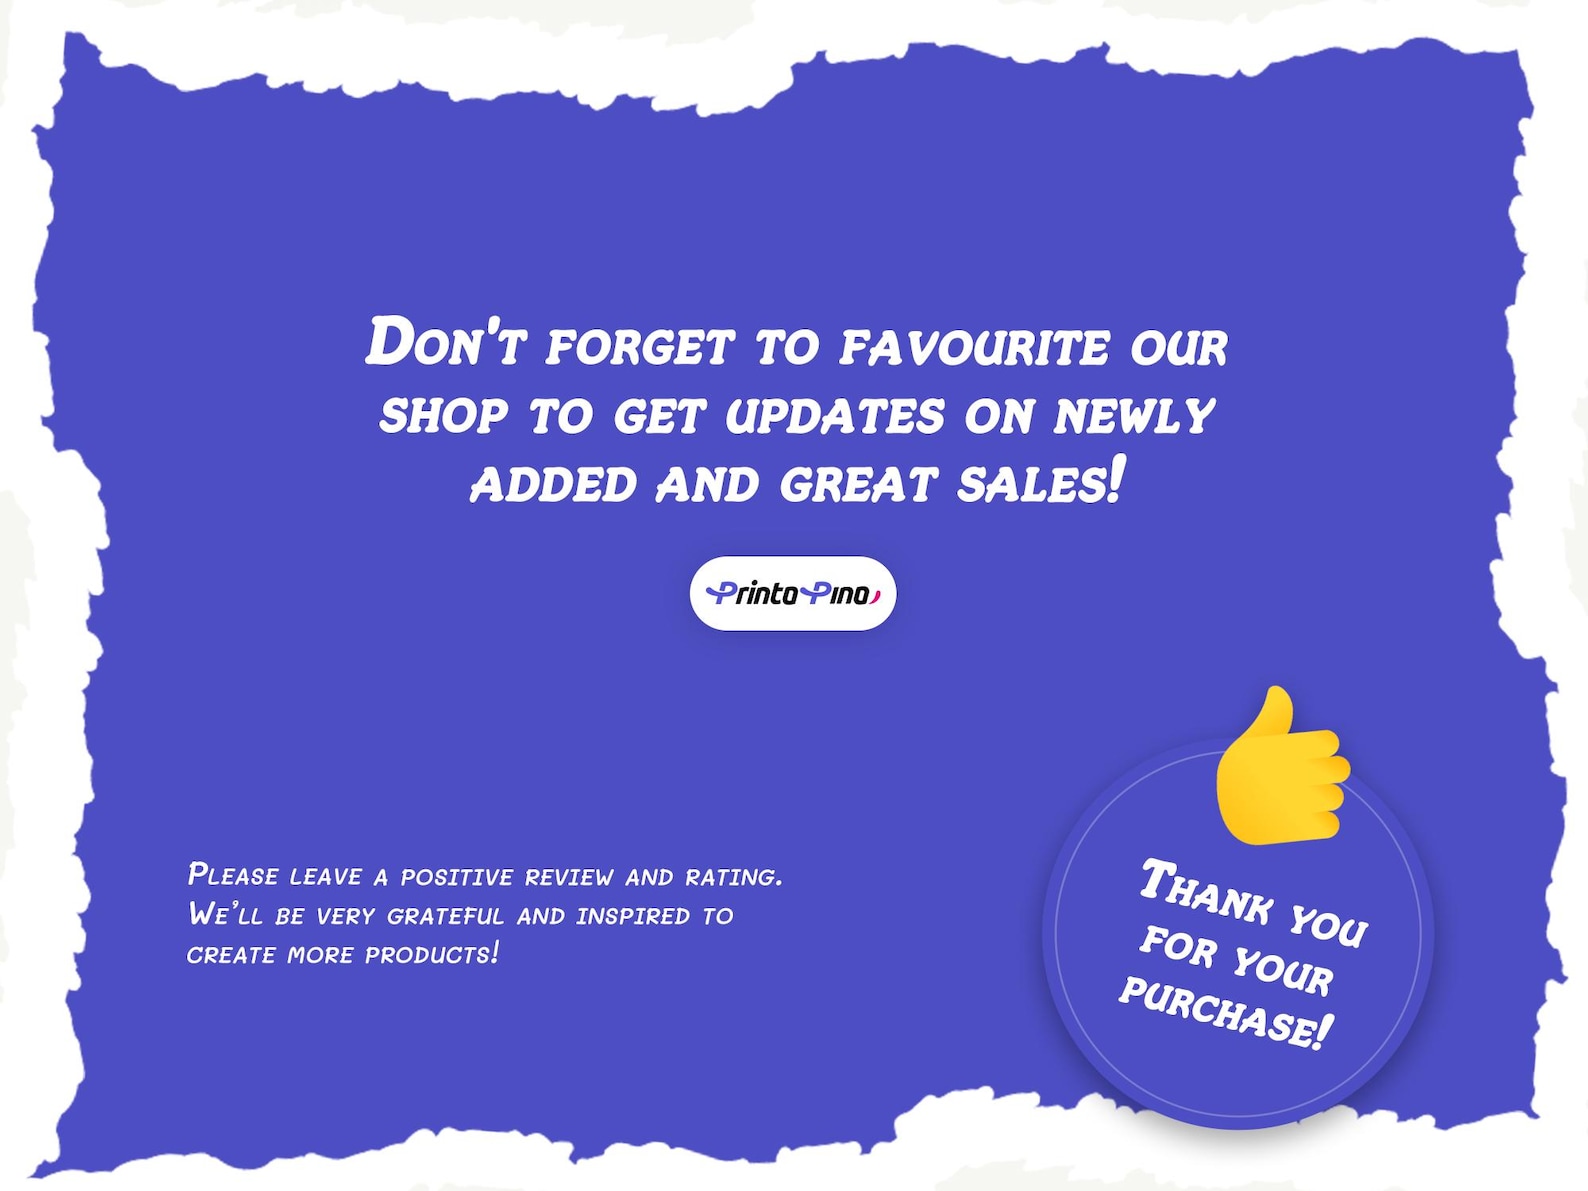 Don't forget to favourite our
shop to get updates on newly
added and great sales!
PrintoPino
Please leave a positive review and rating.
We'll be very grateful and inspired to
create more products!
Thank you
for your
purchase!